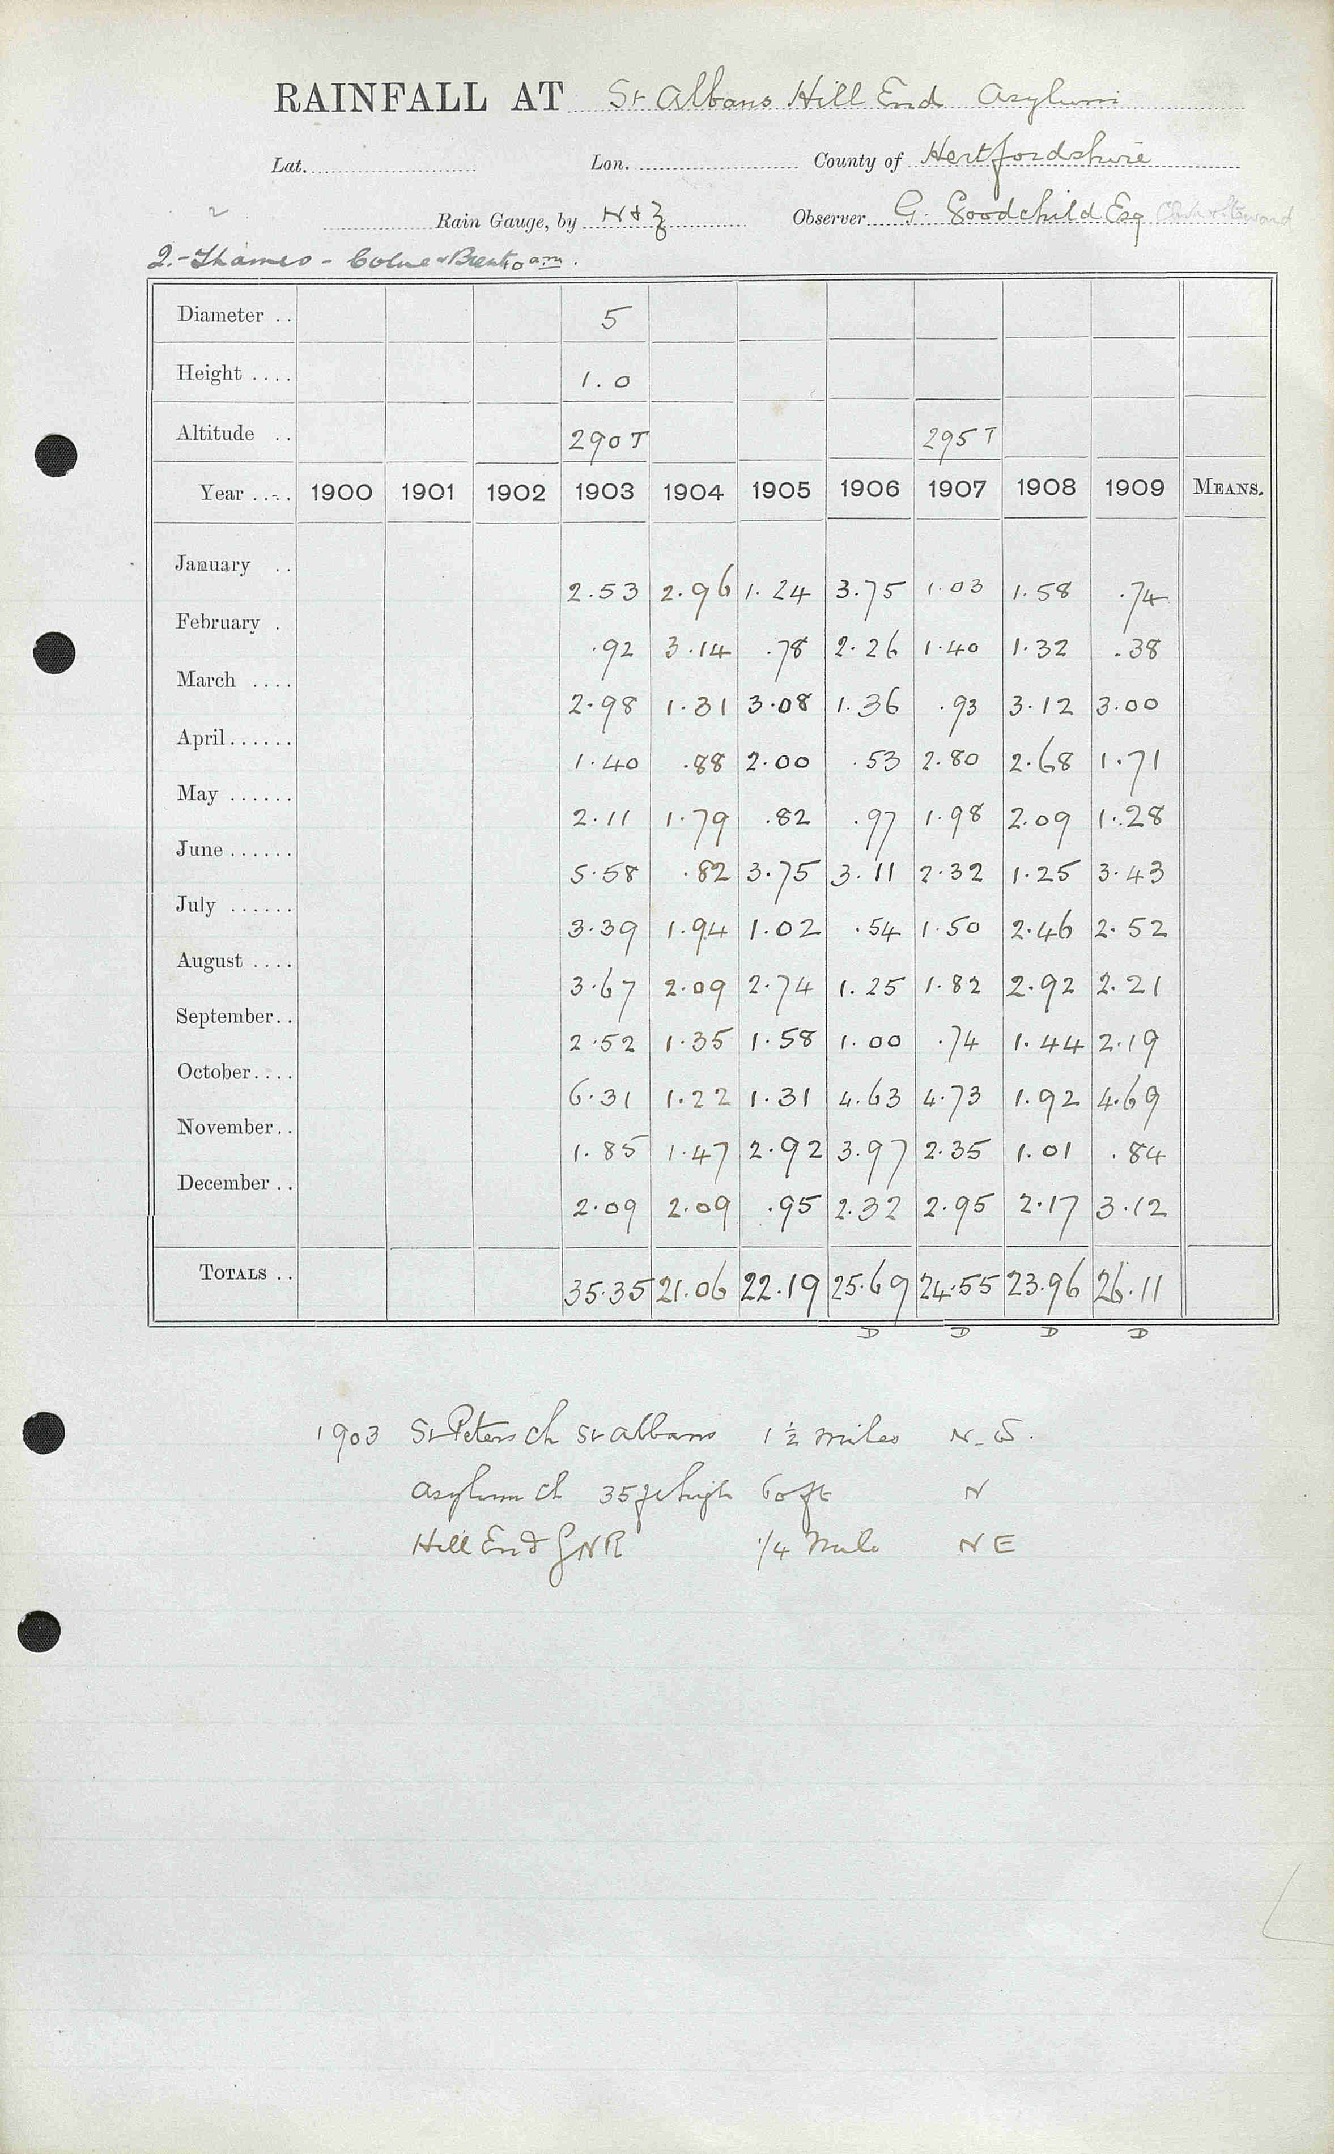 RAINFALL AT St Albans Hill End Asylum
Lat. Lon. County of Hertfordshire
Rain Gauge, by N & Z Observer G. Goodchild Esq Clerk & Steward
2.-Thames - Colne & Brent 9 am.
Diameter .. 5
Height .... 1.0
Altitude .. 290 T 295 T
Year .... 1900 1901 1902 1903 1904 1905 1906 1907 1908 1909 MEANS.
January .. 2.53 2.96 1.24 3.75 1.03 1.58 .74
February . .92 3.14 .78 2.26 1.40 1.32 .38
March .... 2.98 1.31 3.08 1.36 .93 3.12 3.00
April...... 1.40 .88 2.00 .53 2.80 2.68 1.71
May ...... 2.11 1.79 .82 .97 1.98 2.09 1.28
June...... 5.58 .82 3.75 3.11 2.32 1.25 3.43
July ...... 3.39 1.94 1.02 .54 1.50 2.46 2.52
August .... 3.67 2.09 2.74 1.25 1.82 2.92 2.21
September.. 2.52 1.35 1.58 1.00 .74 1.44 2.19
October.... 6.31 1.22 1.31 4.63 4.73 1.92 4.69
November.. 1.85 1.47 2.92 3.97 2.35 1.01 .84
December .. 2.09 2.09 .95 2.32 2.95 2.17 3.12
TOTALS .. 35.35 21.06 22.19 25.69 24.55 23.96 26.11
D D D D
1903 St Peters Ch St Albans 1 ½ miles N.W.
Asylum Ch 35 ft high 60 ft N
Hill End GNR ¼ Mile NE